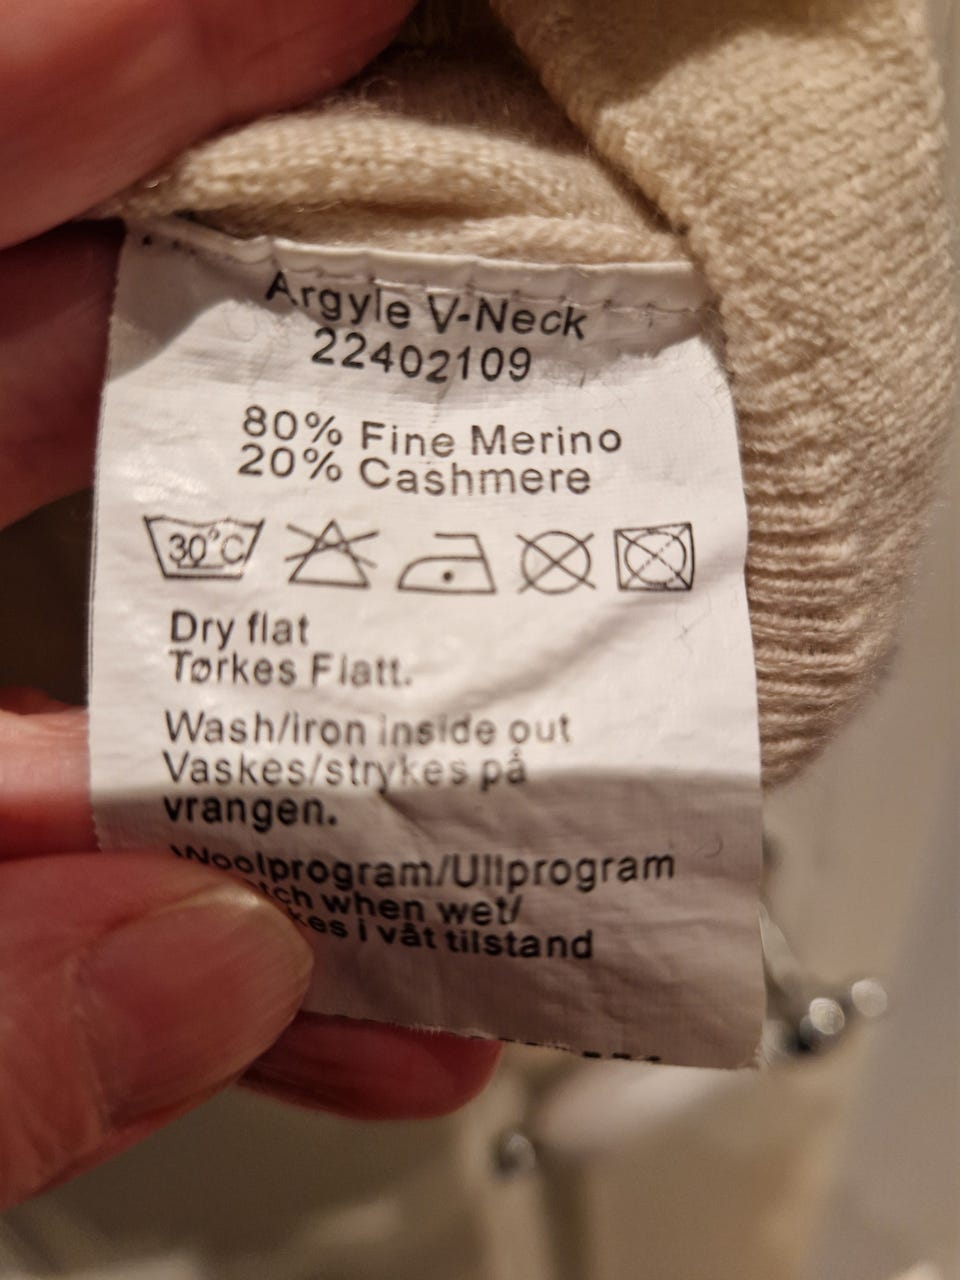 Argyle V-Neck
22402109
80% Fine Merino
20% Cashmere
30°C
Dry flat
Tørkes Flatt.
Wash/iron inside out
Vaskes/strykes på
vrangen.
Woolprogram/Ullprogram
when wet/
i våt tilstand